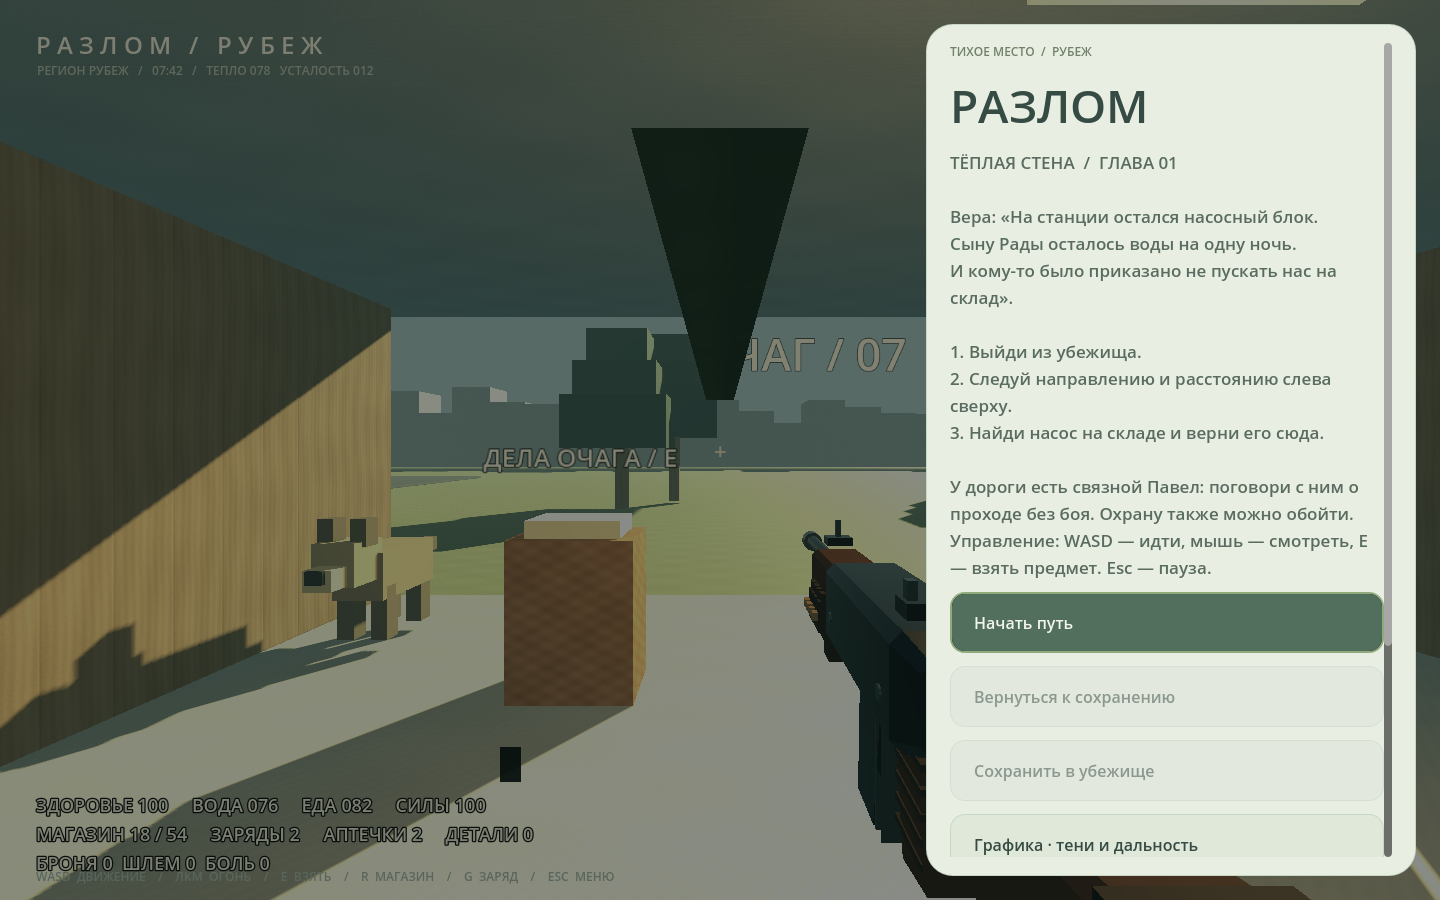 РАЗЛОМ / РУБЕЖ
РЕГИОН РУБЕЖ / 07:42 / ТЕПЛО 078 УСТАЛОСТЬ 012
ЧАГ / 07
ДЕЛА ОЧАГА / E
ЗДОРОВЬЕ 100 ВОДА 076 ЕДА 082 СИЛЫ 100
МАГАЗИН 18 / 54 ЗАРЯДЫ 2 АПТЕЧКИ 2 ДЕТАЛИ 0
БРОНЯ 0 ШЛЕМ 0 БОЛЬ 0
WASD ДВИЖЕНИЕ / ЛКМ ОГОНЬ / E ВЗЯТЬ / R МАГАЗИН / G ЗАРЯД / ESC МЕНЮ
ТИХОЕ МЕСТО / РУБЕЖ
РАЗЛОМ
ТЁПЛАЯ СТЕНА / ГЛАВА 01
Вера: «На станции остался насосный блок.
Сыну Рады осталось воды на одну ночь.
И кому-то было приказано не пускать нас на
склад».
1. Выйди из убежища.
2. Следуй направлению и расстоянию слева
сверху.
3. Найди насос на складе и верни его сюда.
У дороги есть связной Павел: поговори с ним о
проходе без боя. Охрану также можно обойти.
Управление: WASD — идти, мышь — смотреть, E
— взять предмет. Esc — пауза.
Начать путь
Вернуться к сохранению
Сохранить в убежище
Графика · тени и дальность